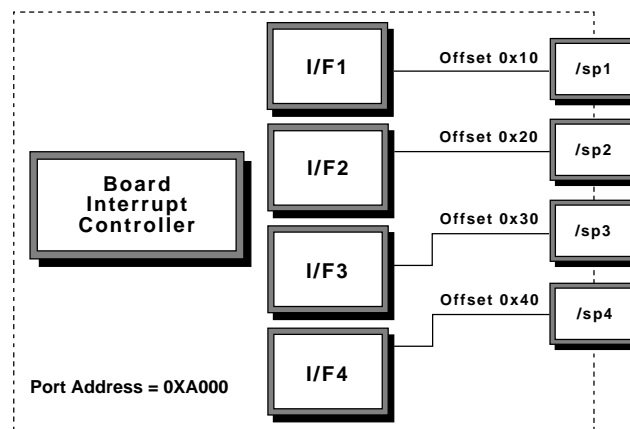 I/F1
Offset 0x10
/sp1
I/F2
Offset 0x20
/sp2
Board
Interrupt
Controller
I/F3
Offset 0x30
/sp3
I/F4
Offset 0x40
/sp4
Port Address = 0XA000